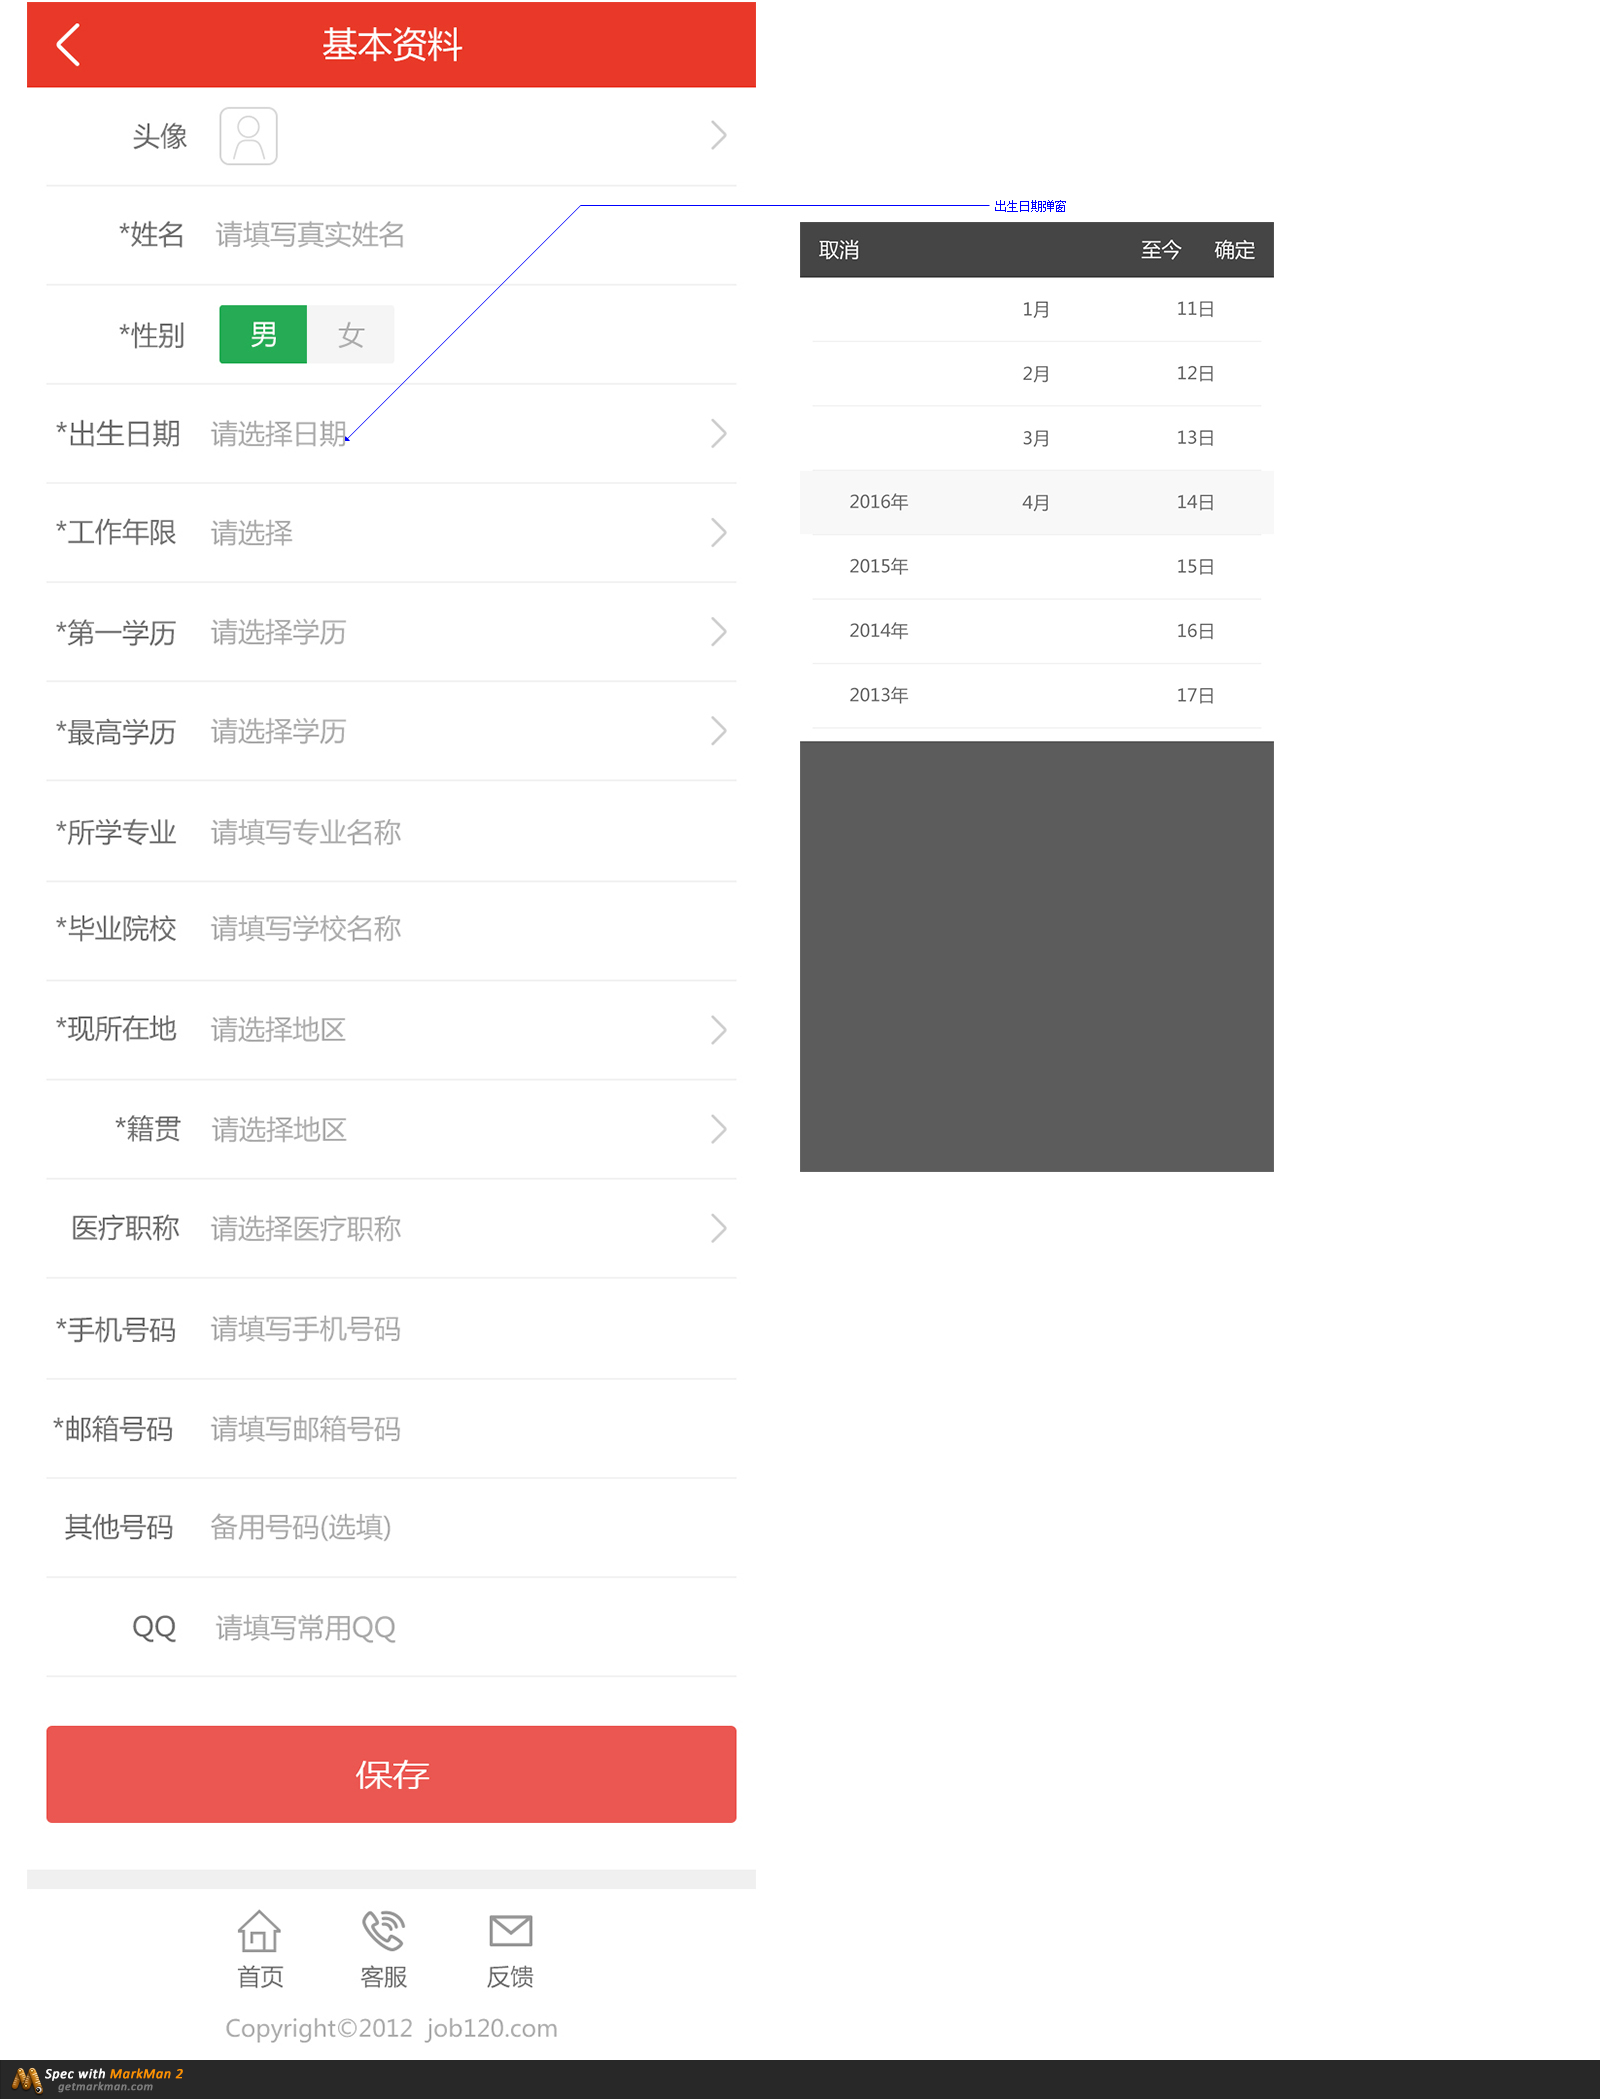 基本资料
头像
*姓名 请填写真实姓名
*性别 男 女
*出生日期 请选择日期
*工作年限 请选择
*第一学历 请选择学历
*最高学历 请选择学历
*所学专业 请填写专业名称
*毕业院校 请填写学校名称
*现所在地 请选择地区
*籍贯 请选择地区
医疗职称 请选择医疗职称
*手机号码 请填写手机号码
*邮箱号码 请填写邮箱号码
其他号码 备用号码(选填)
QQ 请填写常用QQ
保存
首页 客服 反馈
Copyright©2012 job120.com
出生日期弹窗
取消 至今 确定
1月 11日
2月 12日
3月 13日
2016年 4月 14日
2015年 15日
2014年 16日
2013年 17日
Spec with MarkMan 2
getmarkman.com